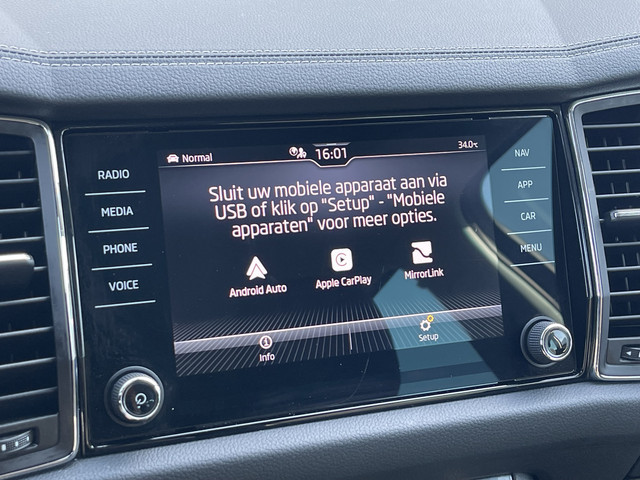 Normal
16:01
34.0°c
RADIO
MEDIA
PHONE
VOICE
Sluit uw mobiele apparaat aan via
USB of klik op "Setup" - "Mobiele
apparaten" voor meer opties.
Android Auto
Apple CarPlay
MirrorLink
Info
Setup
NAV
APP
CAR
MENU